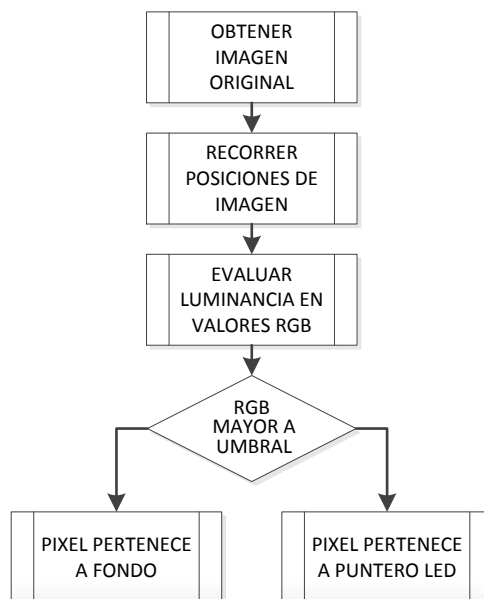 OBTENER
IMAGEN
ORIGINAL
RECORRER
POSICIONES DE
IMAGEN
EVALUAR
LUMINANCIA EN
VALORES RGB
RGB
MAYOR A
UMBRAL
PIXEL PERTENECE
A FONDO
PIXEL PERTENECE
A PUNTERO LED